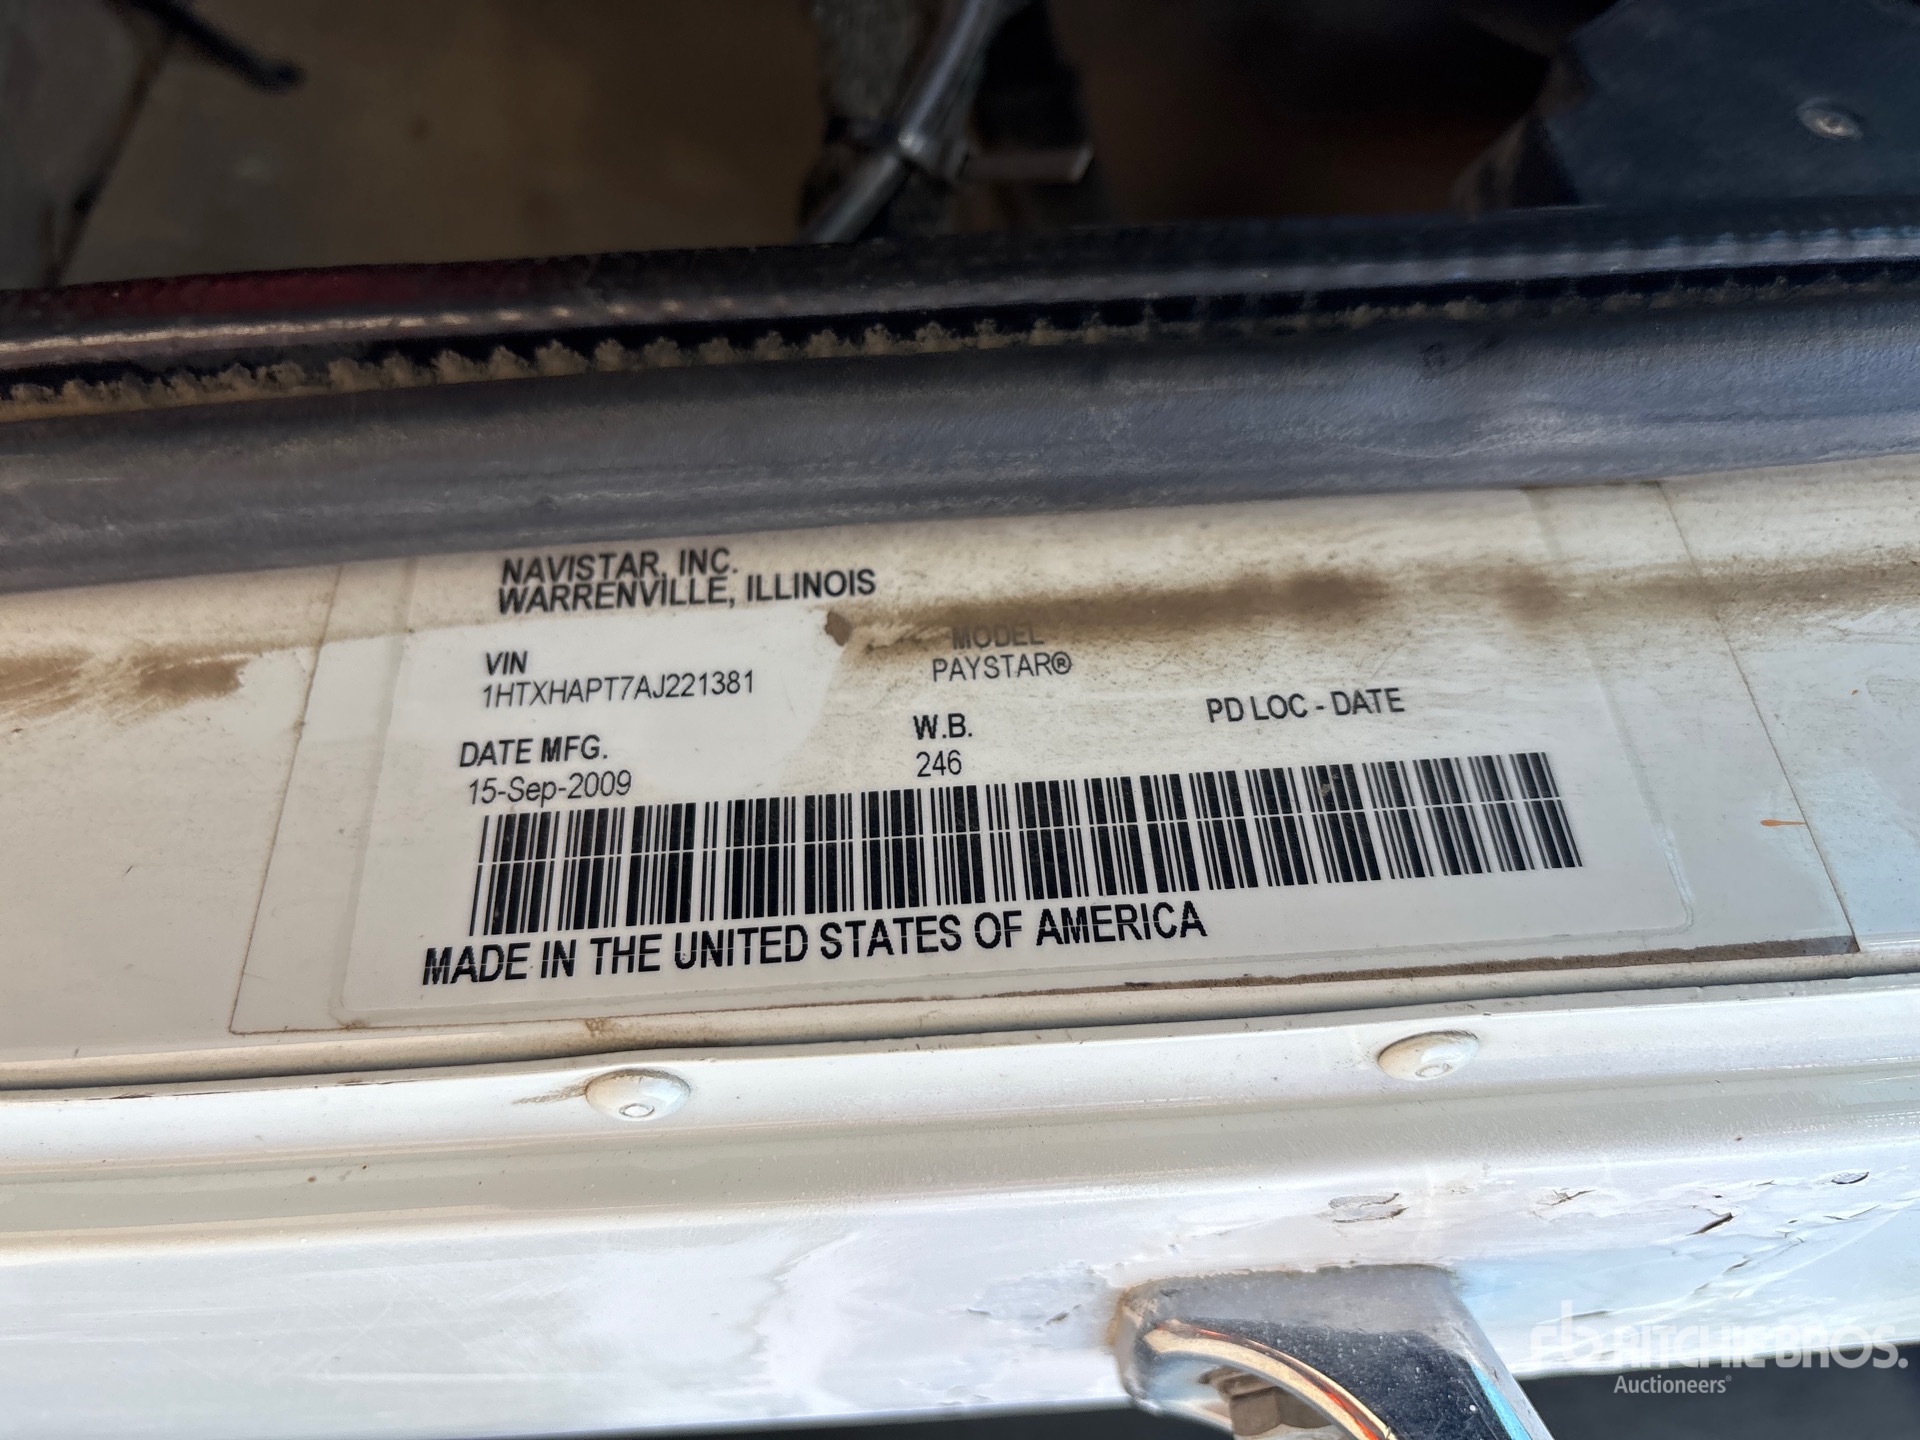 NAVISTAR, INC.
WARRENVILLE, ILLINOIS
VIN
1HTXHAPT7AJ221381
MODEL
PAYSTAR®
DATE MFG.
15-Sep-2009
W.B.
246
PD LOC - DATE
MADE IN THE UNITED STATES OF AMERICA
rb RITCHIE BROS.
Auctioneers®